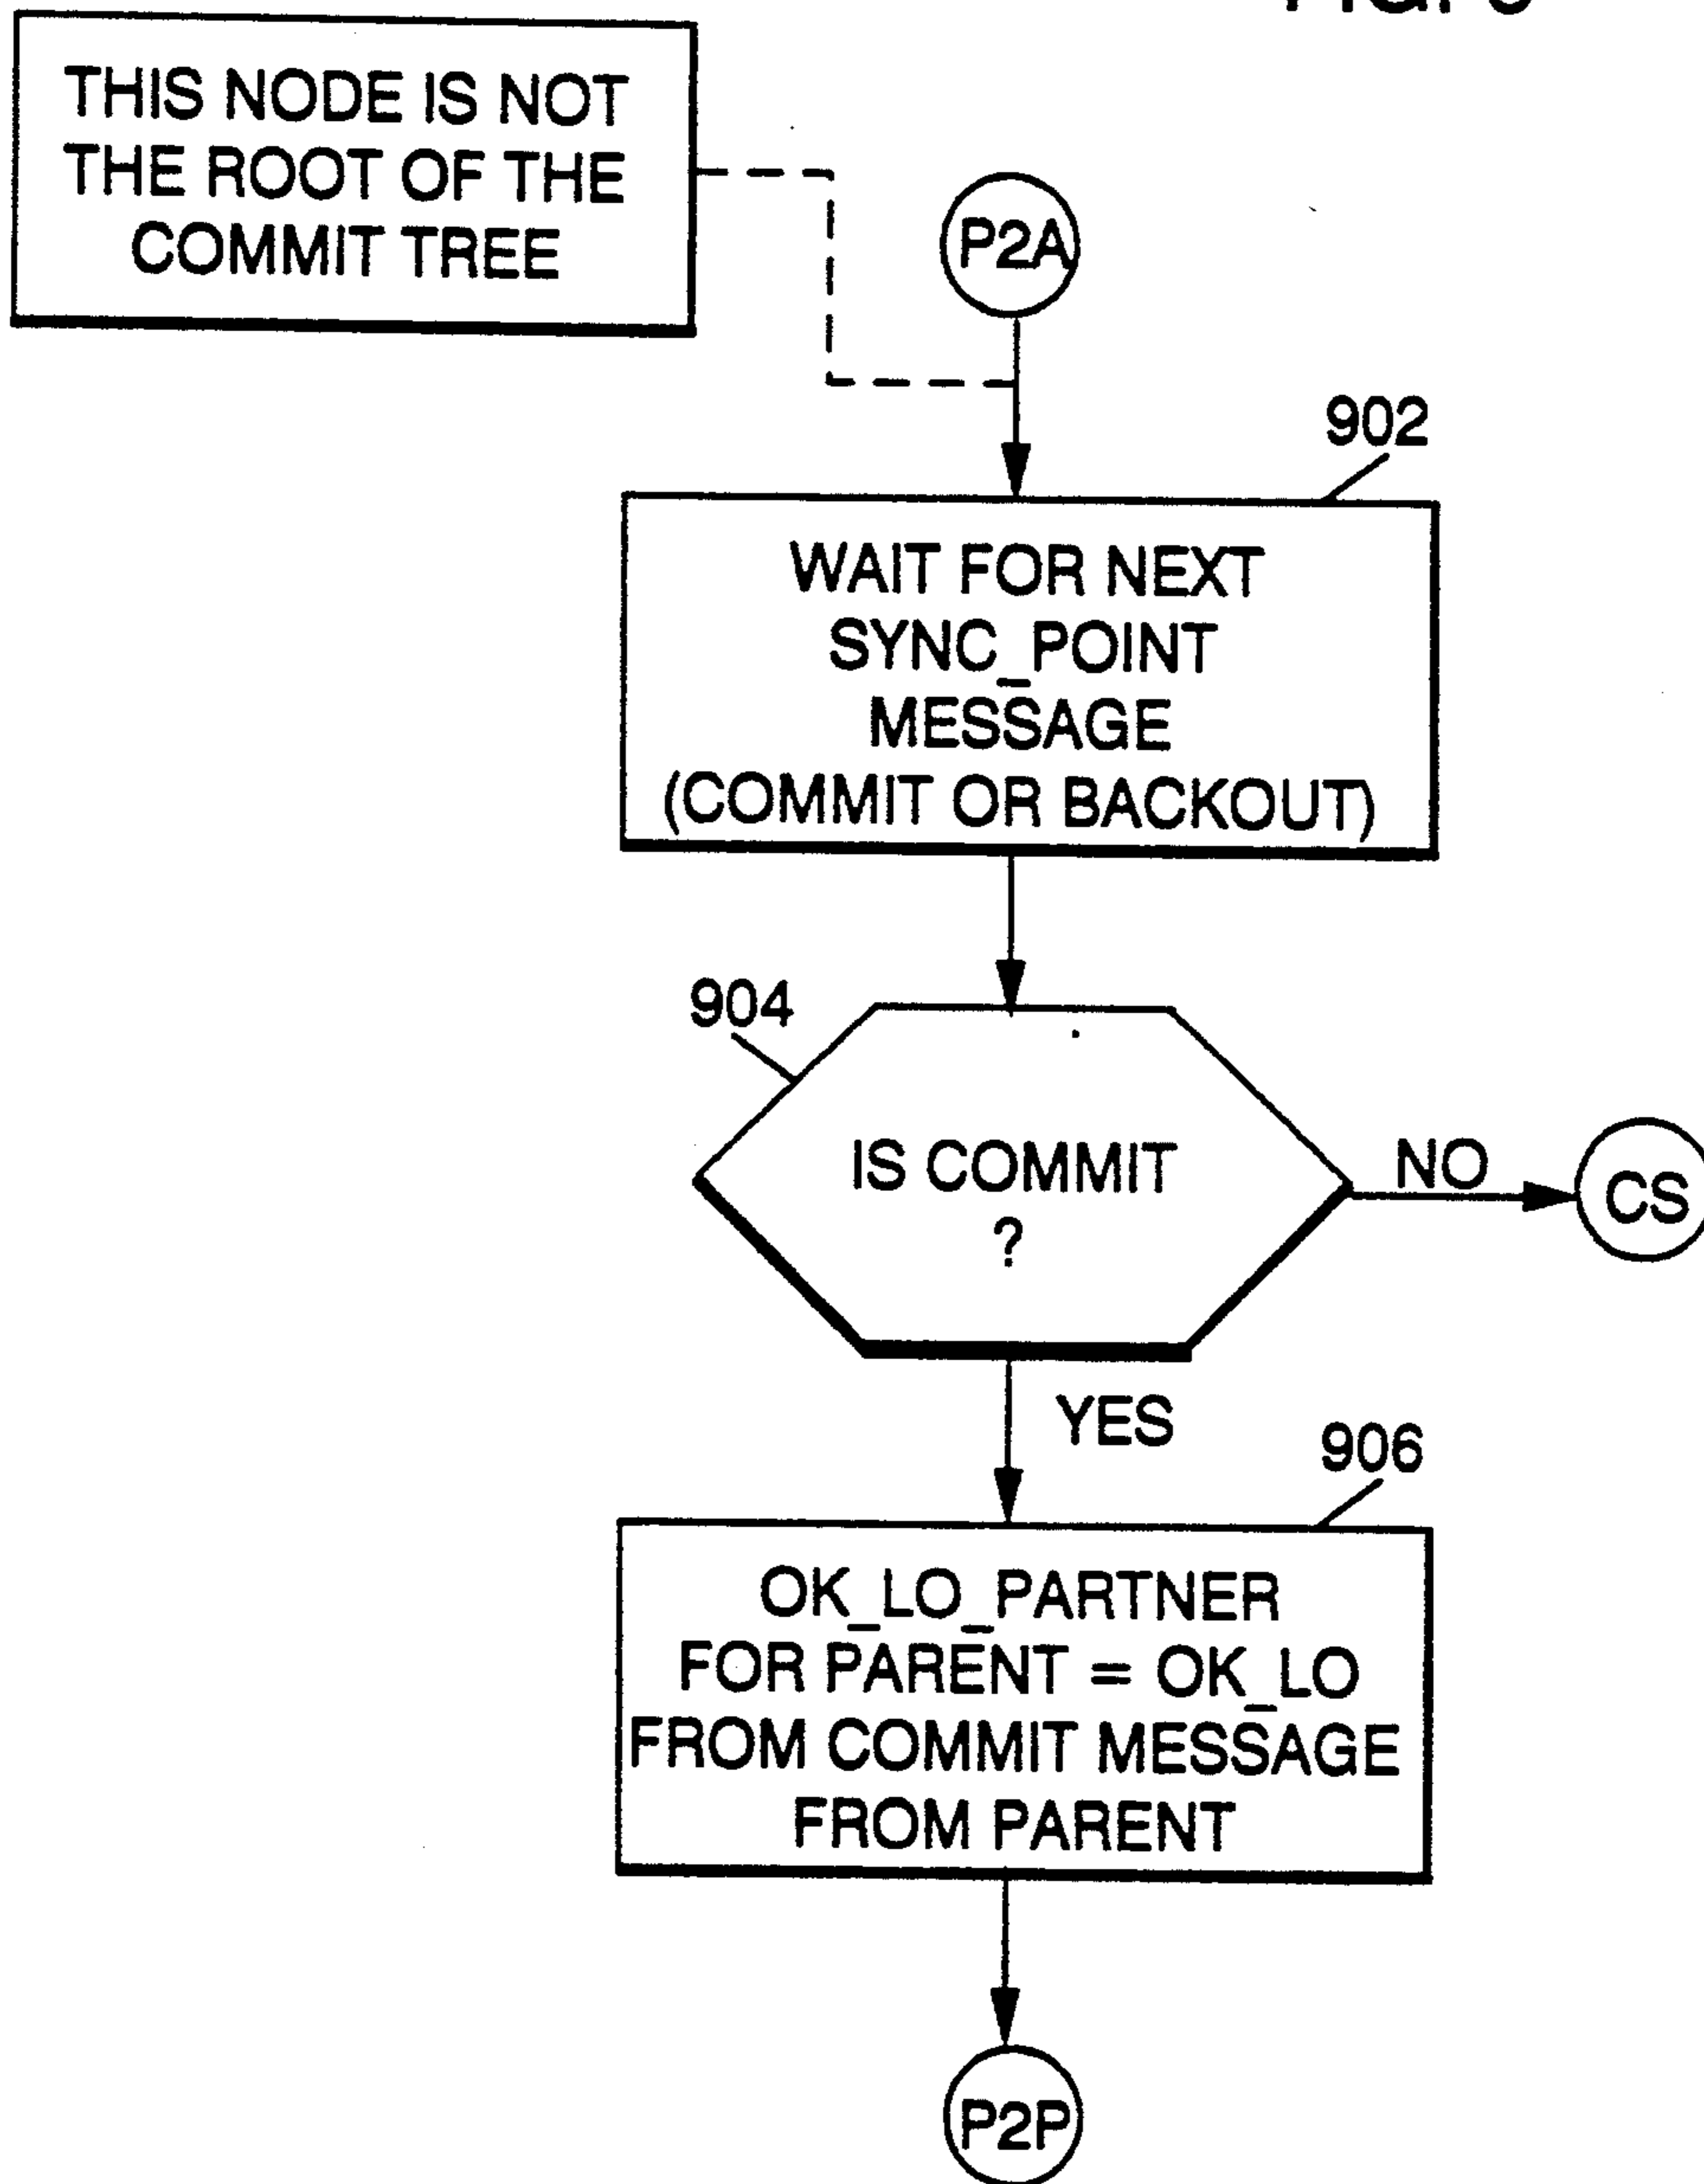 THIS NODE IS NOT
THE ROOT OF THE
COMMIT TREE
P2A
902
WAIT FOR NEXT
SYNC_POINT
MESSAGE
(COMMIT OR BACKOUT)
904
IS COMMIT
?
NO
CS
YES
906
OK_LO_PARTNER
FOR PARENT = OK_LO
FROM COMMIT MESSAGE
FROM PARENT
P2P